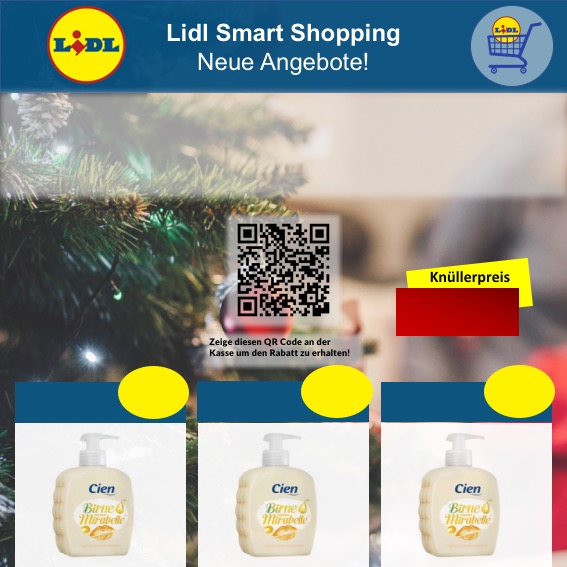 LIDL
Lidl Smart Shopping
Neue Angebote!
LIDL
Knüllerpreis
Zeige diesen QR Code an der
Kasse um den Rabatt zu erhalten!
Cien
Birne
Mirabelle
Cien
Birne
Mirabelle
Cien
Birne
Mirabelle